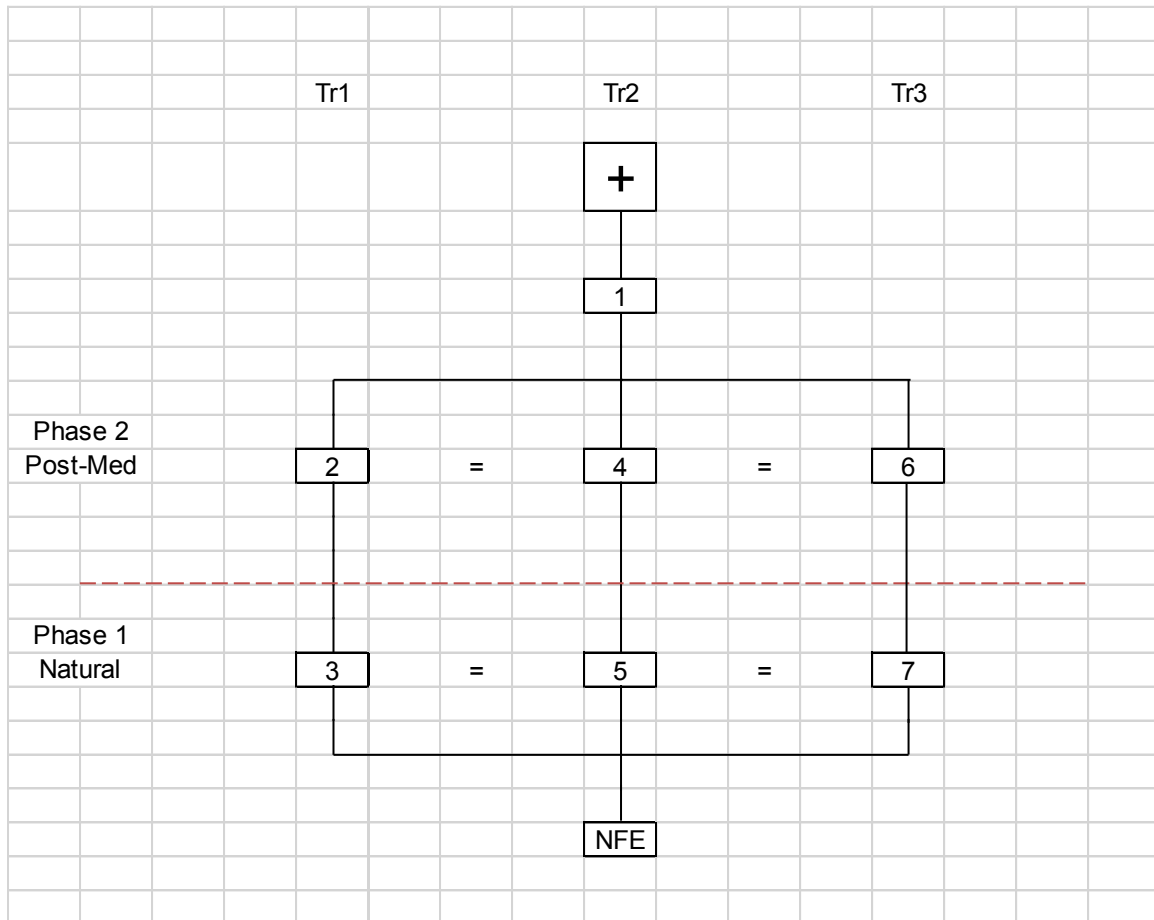 Tr1 Tr2 Tr3
+
1
Phase 2
Post-Med 2 = 4 = 6
Phase 1
Natural 3 = 5 = 7
NFE